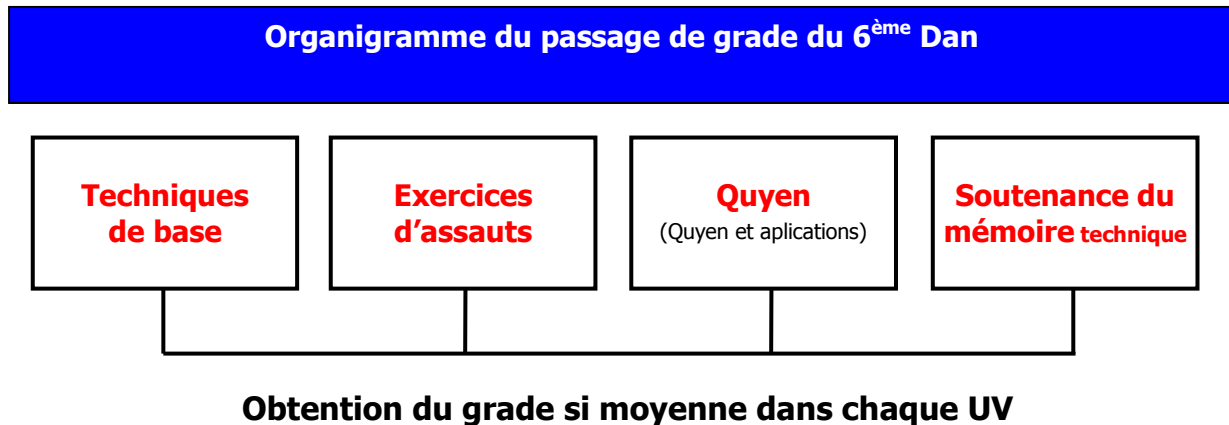 Organigramme du passage de grade du 6ème Dan
Techniques
de base
Exercices
d'assauts
Quyen
(Quyen et aplications)
Soutenance du
mémoire technique
Obtention du grade si moyenne dans chaque UV